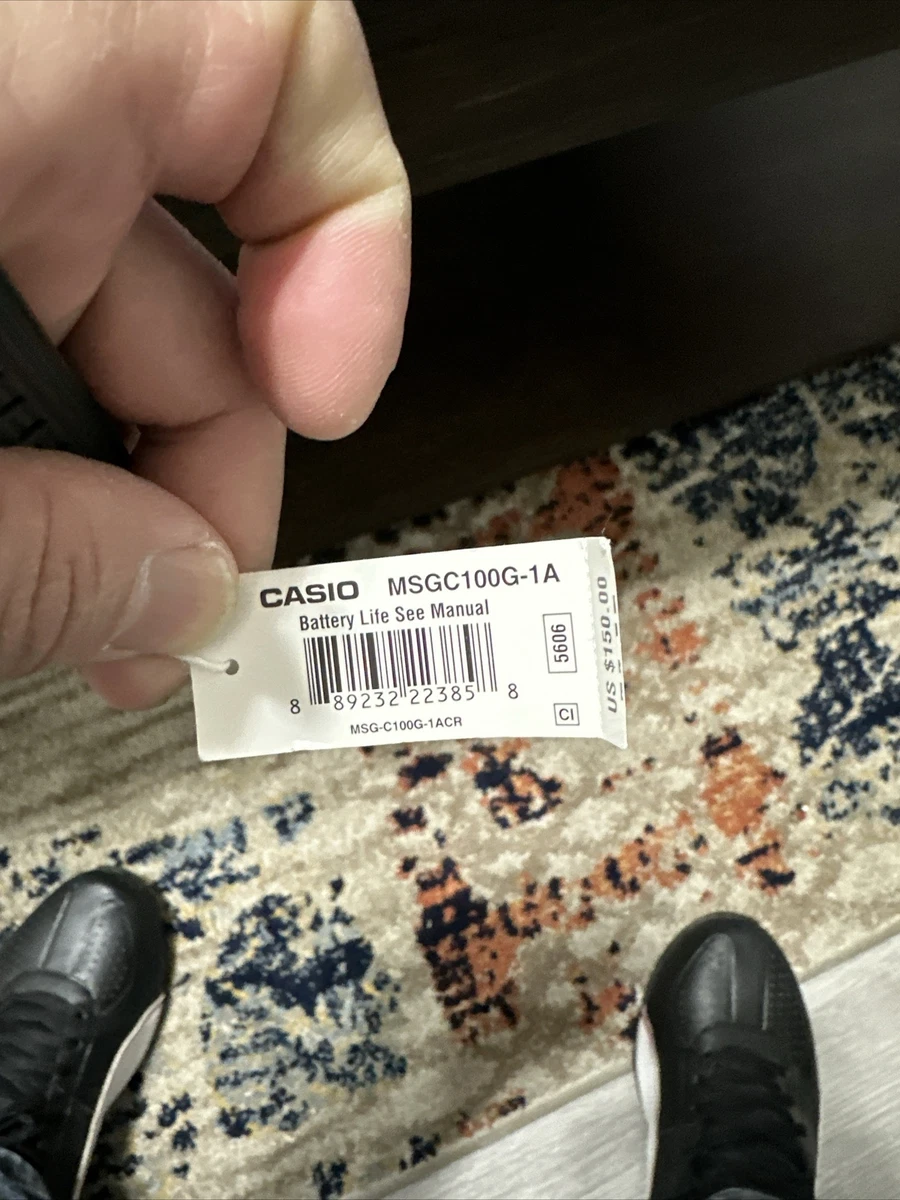 CASIO MSGC100G-1A
Battery Life See Manual
8 89232 22385 8
MSG-C100G-1ACR
5606
CI
US $150.00